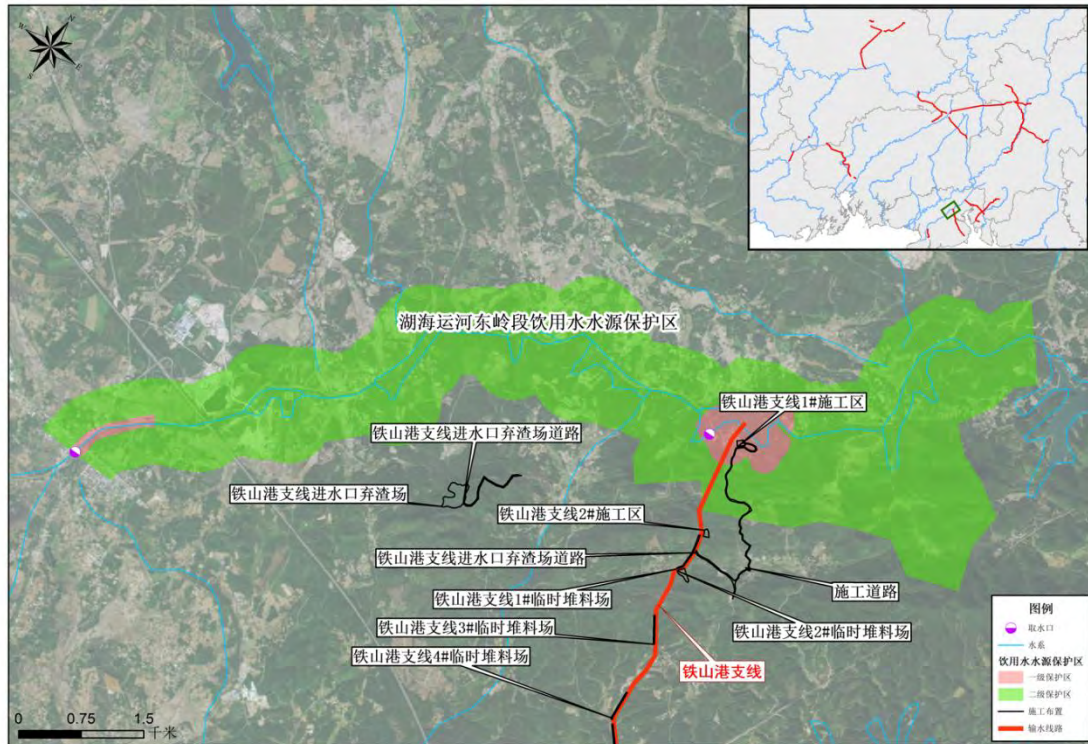 湖海运河东岭段饮用水水源保护区
铁山港支线1#施工区
铁山港支线进水口弃渣场道路
铁山港支线进水口弃渣场
铁山港支线2#施工区
铁山港支线进水口弃渣场道路
施工道路
铁山港支线1#临时堆料场
铁山港支线3#临时堆料场
铁山港支线2#临时堆料场
铁山港支线4#临时堆料场
铁山港支线
图例
取水口
水系
饮用水水源保护区
一级保护区
二级保护区
施工布置
输水线路
0 0.75 1.5
千米